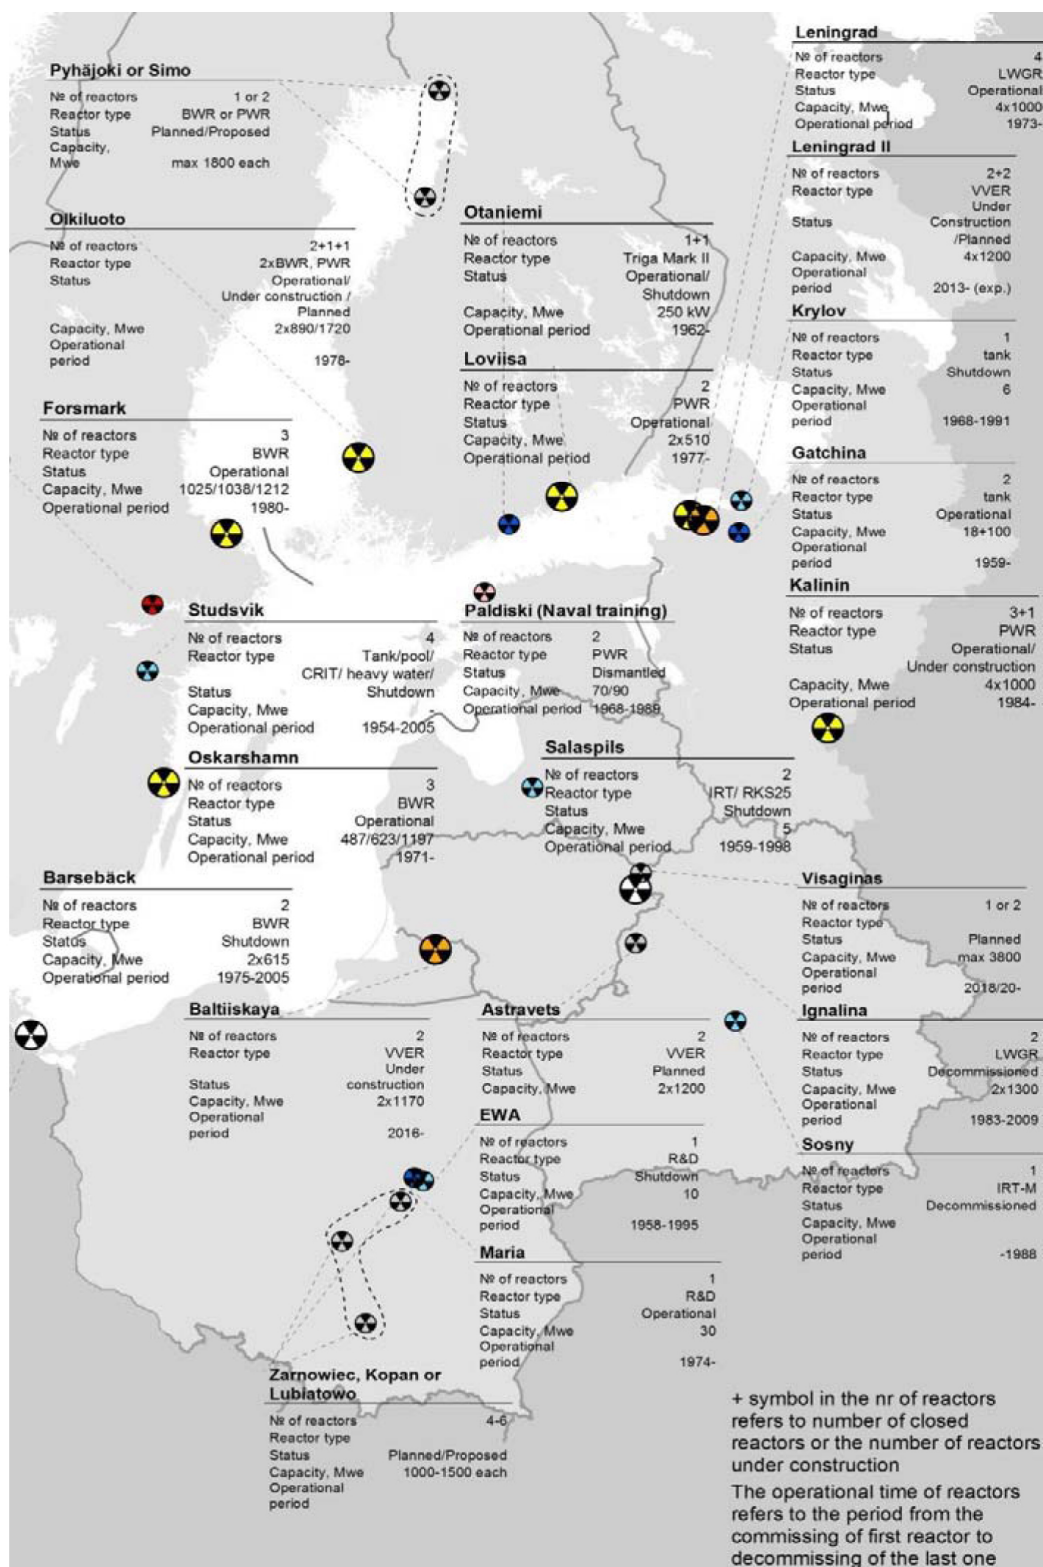 Pyhäjoki or Simo
№ of reactors 1 or 2
Reactor type BWR or PWR
Status Planned/Proposed
Capacity,
Mwe max 1800 each
Olkiluoto
№ of reactors 2+1+1
Reactor type 2xBWR, PWR
Status Operational/
Under construction /
Planned
Capacity, Mwe 2x890/1720
Operational
period 1978-
Forsmark
№ of reactors 3
Reactor type BWR
Status Operational
Capacity, Mwe 1025/1038/1212
Operational period 1980-
Otaniemi
№ of reactors 1+1
Reactor type Triga Mark II
Status Operational/
Shutdown
Capacity, Mwe 250 kW
Operational period 1962-
Loviisa
№ of reactors 2
Reactor type PWR
Status Operational
Capacity, Mwe 2x510
Operational period 1977-
Leningrad
№ of reactors 4
Reactor type LWGR
Status Operational
Capacity, Mwe 4x1000
Operational period 1973-
Leningrad II
№ of reactors 2+2
Reactor type VVER
Under
Status Construction
/Planned
Capacity, Mwe 4x1200
Operational
period 2013- (exp.)
Krylov
№ of reactors 1
Reactor type tank
Status Shutdown
Capacity, Mwe 6
Operational
period 1968-1991
Gatchina
№ of reactors 2
Reactor type tank
Status Operational
Capacity, Mwe 18+100
Operational
period 1959-
Kalinin
№ of reactors 3+1
Reactor type PWR
Status Operational/
Under construction
Capacity, Mwe 4x1000
Operational period 1984-
Studsvik
№ of reactors 4
Reactor type Tank/pool/
CRIT/ heavy water/
Status Shutdown
Capacity, Mwe -
Operational period 1954-2005
Paldiski (Naval training)
№ of reactors 2
Reactor type PWR
Status Dismantled
Capacity, Mwe 70/90
Operational period 1968-1989
Oskarshamn
№ of reactors 3
Reactor type BWR
Status Operational
Capacity, Mwe 487/623/1197
Operational period 1971-
Salaspils
№ of reactors 2
Reactor type IRT/ RKS25
Status Shutdown
Capacity, Mwe 5
Operational period 1959-1998
Barsebäck
№ of reactors 2
Reactor type BWR
Status Shutdown
Capacity, Mwe 2x615
Operational period 1975-2005
Visaginas
№ of reactors 1 or 2
Reactor type
Status Planned
Capacity, Mwe max 3800
Operational
period 2018/20-
Baltiiskaya
№ of reactors 2
Reactor type VVER
Under
Status construction
Capacity, Mwe 2x1170
Operational
period 2016-
Astravets
№ of reactors 2
Reactor type VVER
Status Planned
Capacity, Mwe 2x1200
Ignalina
№ of reactors 2
Reactor type LWGR
Status Decommissioned
Capacity, Mwe 2x1300
Operational
period 1983-2009
EWA
№ of reactors 1
Reactor type R&D
Status Shutdown
Capacity, Mwe 10
Operational
period 1958-1995
Sosny
№ of reactors 1
Reactor type IRT-M
Status Decommissioned
Capacity, Mwe
Operational
period -1988
Maria
№ of reactors 1
Reactor type R&D
Status Operational
Capacity, Mwe 30
Operational
period 1974-
Zarnowiec, Kopan or
Lubiatowo
№ of reactors 4-6
Reactor type
Status Planned/Proposed
Capacity, Mwe 1000-1500 each
Operational
period
+ symbol in the nr of reactors
refers to number of closed
reactors or the number of reactors
under construction
The operational time of reactors
refers to the period from the
commissing of first reactor to
decommissing of the last one